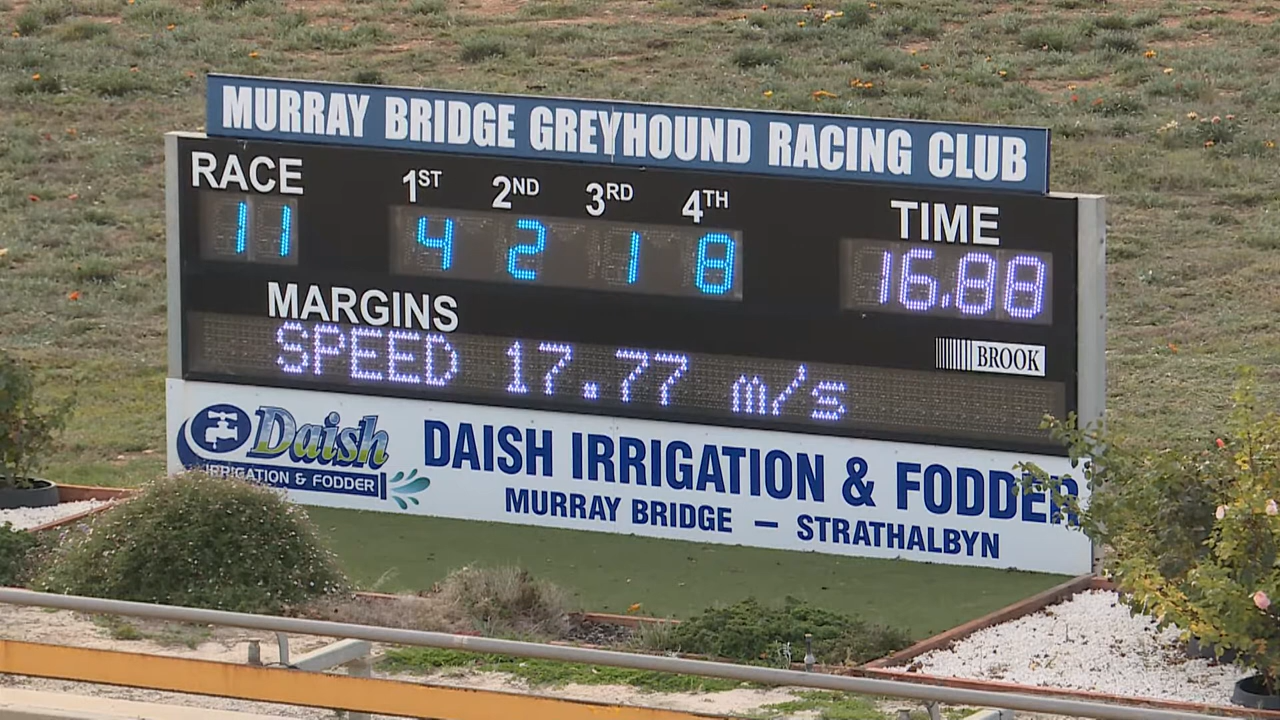 MURRAY BRIDGE GREYHOUND RACING CLUB
RACE 1ST 2ND 3RD 4TH TIME
11 4 2 1 8 16.88
MARGINS
SPEED 17.77 m/s
BROOK
Daish
IRRIGATION & FODDER
DAISH IRRIGATION & FODDER
MURRAY BRIDGE – STRATHALBYN